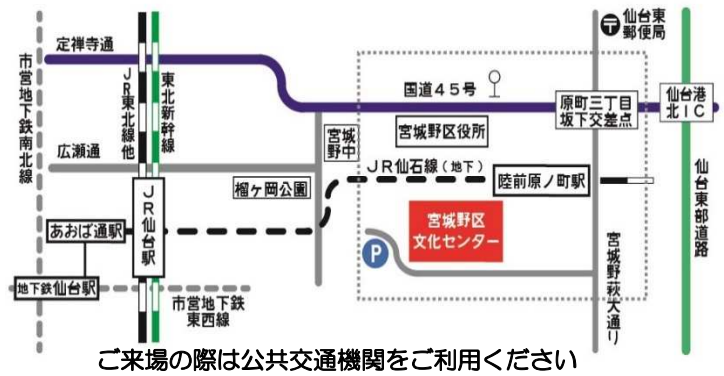 仙台東
郵便局
定禅寺通
市営地下鉄南北線
JR東北線他
東北新幹線
国道45号
原町三丁目
坂下交差点
仙台港
北IC
宮城
野中
宮城野区役所
広瀬通
JR仙石線(地下)
榴ヶ岡公園
陸前原ノ町駅
仙台東部道路
JR仙台駅
あおば通駅
宮城野区
文化センター
P
宮城野萩大通り
地下鉄仙台駅
市営地下鉄
東西線
ご来場の際は公共交通機関をご利用ください